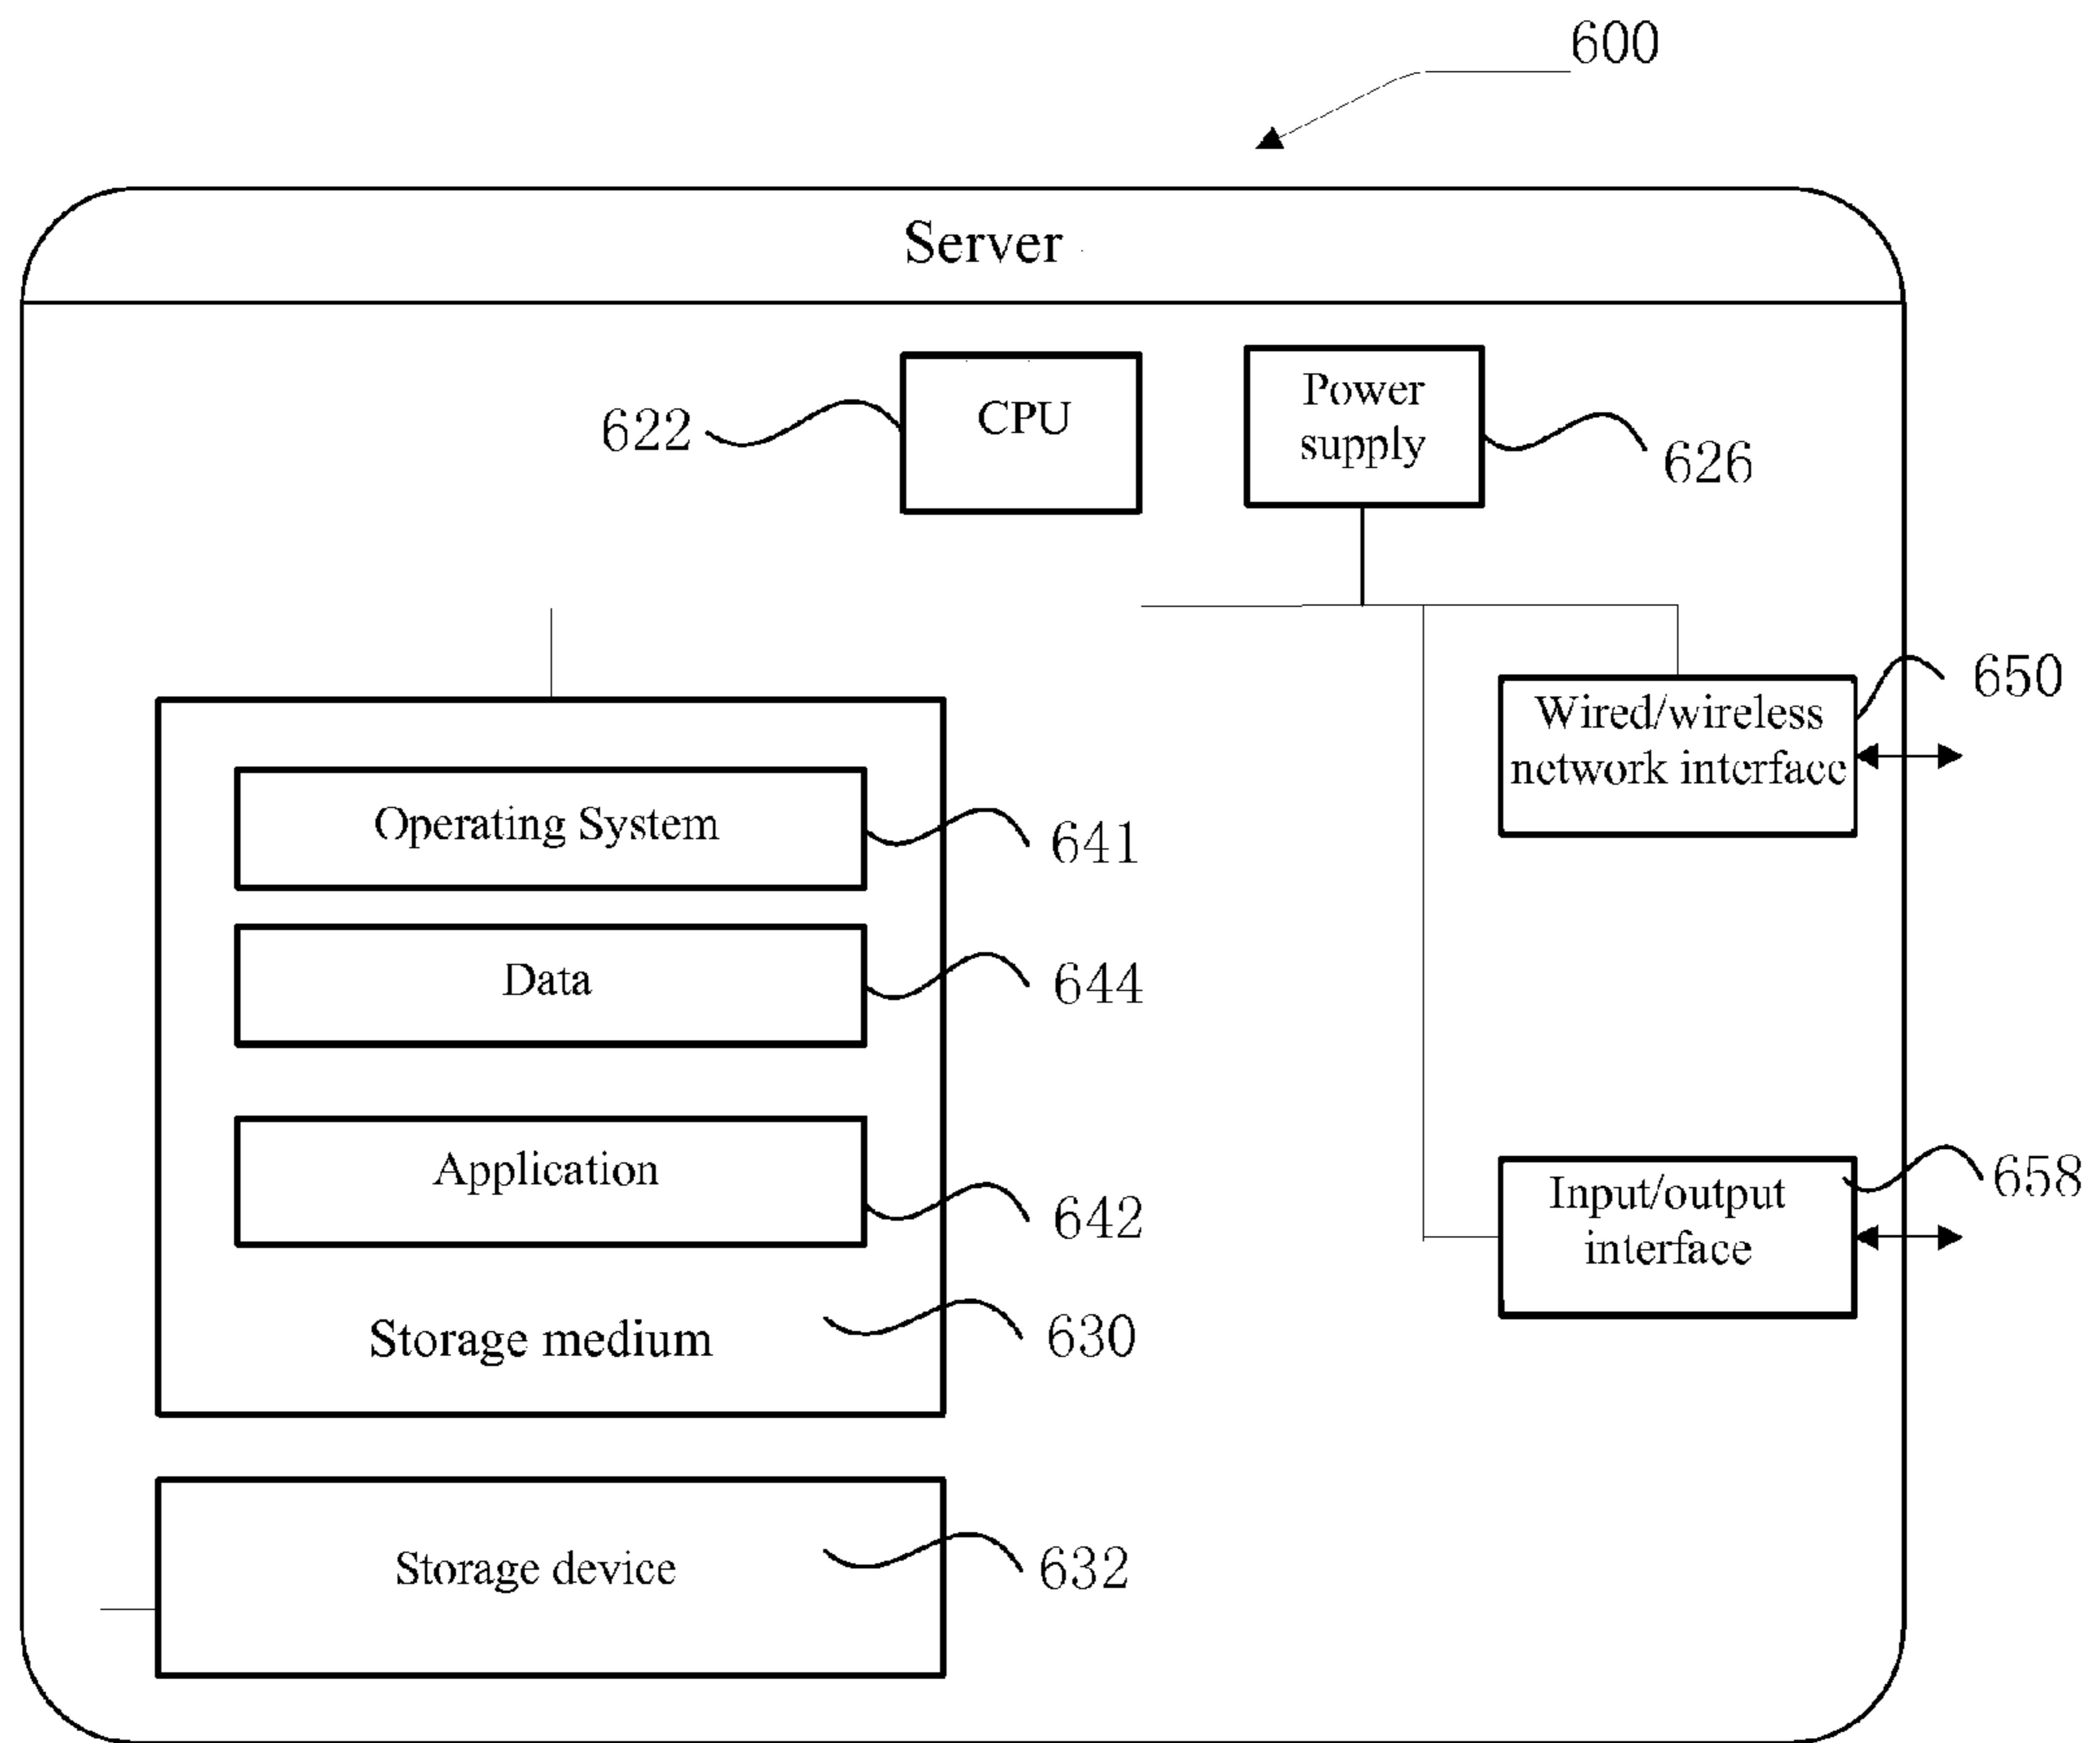 600
Server
CPU
622
Power
supply
626
Wired/wireless
network interface
650
Operating System
641
Data
644
Application
642
Storage medium
630
Input/output
interface
658
Storage device
632